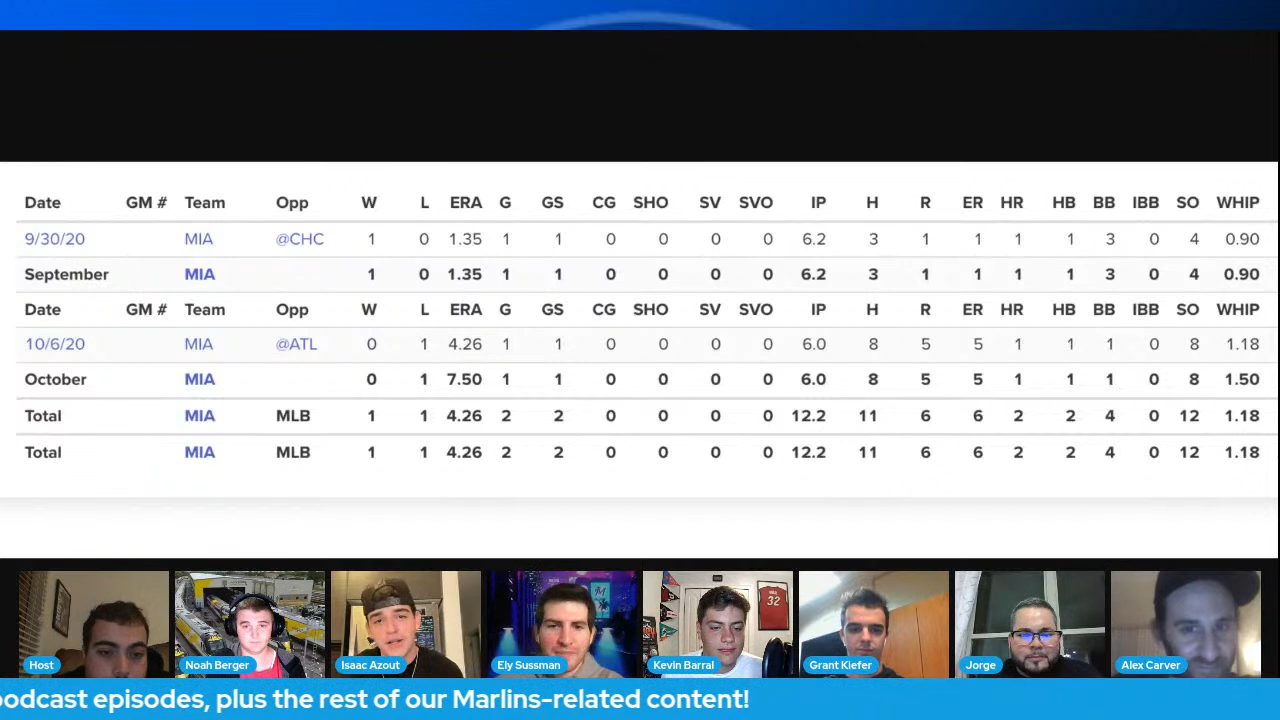 Date GM # Team Opp W L ERA G GS CG SHO SV SVO IP H R ER HR HB BB IBB SO WHIP
9/30/20 MIA @CHC 1 0 1.35 1 1 0 0 0 0 6.2 3 1 1 1 1 3 0 4 0.90
September MIA 1 0 1.35 1 1 0 0 0 0 6.2 3 1 1 1 1 3 0 4 0.90
Date GM # Team Opp W L ERA G GS CG SHO SV SVO IP H R ER HR HB BB IBB SO WHIP
10/6/20 MIA @ATL 0 1 4.26 1 1 0 0 0 0 6.0 8 5 5 1 1 1 0 8 1.18
October MIA 0 1 7.50 1 1 0 0 0 0 6.0 8 5 5 1 1 1 0 8 1.50
Total MIA MLB 1 1 4.26 2 2 0 0 0 0 12.2 11 6 6 2 2 4 0 12 1.18
Total MIA MLB 1 1 4.26 2 2 0 0 0 0 12.2 11 6 6 2 2 4 0 12 1.18
32
Host Noah Berger Isaac Azout Ely Sussman Kevin Barral Grant Kiefer Jorge Alex Carver
podcast episodes, plus the rest of our Marlins-related content!